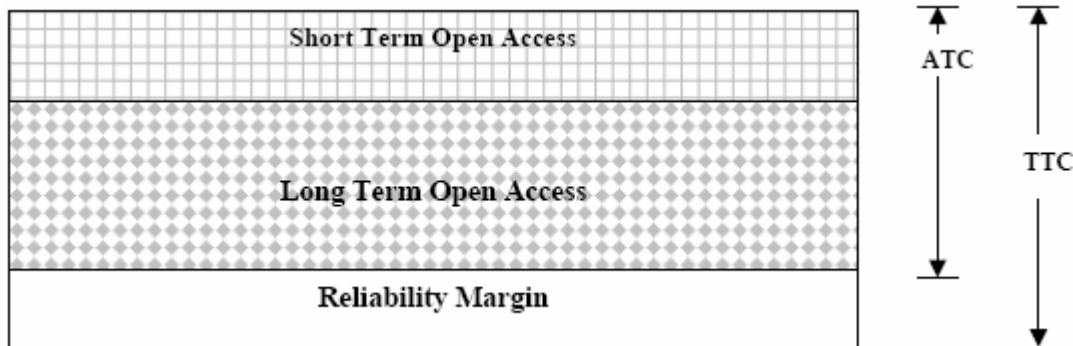 Short Term Open Access
ATC
TTC
Long Term Open Access
Reliability Margin